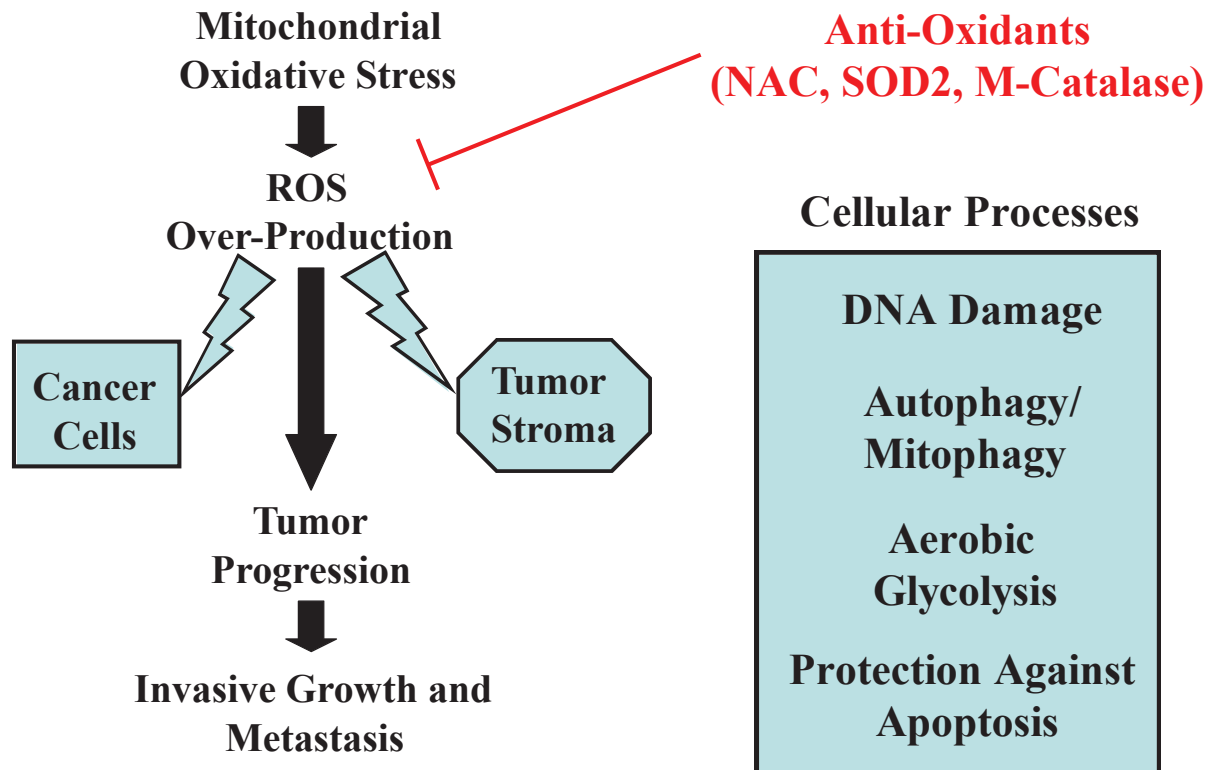 Mitochondrial
Oxidative Stress
Anti-Oxidants
(NAC, SOD2, M-Catalase)
ROS
Over-Production
Cancer
Cells
Tumor
Stroma
Tumor
Progression
Invasive Growth and
Metastasis
Cellular Processes
DNA Damage
Autophagy/
Mitophagy
Aerobic
Glycolysis
Protection Against
Apoptosis